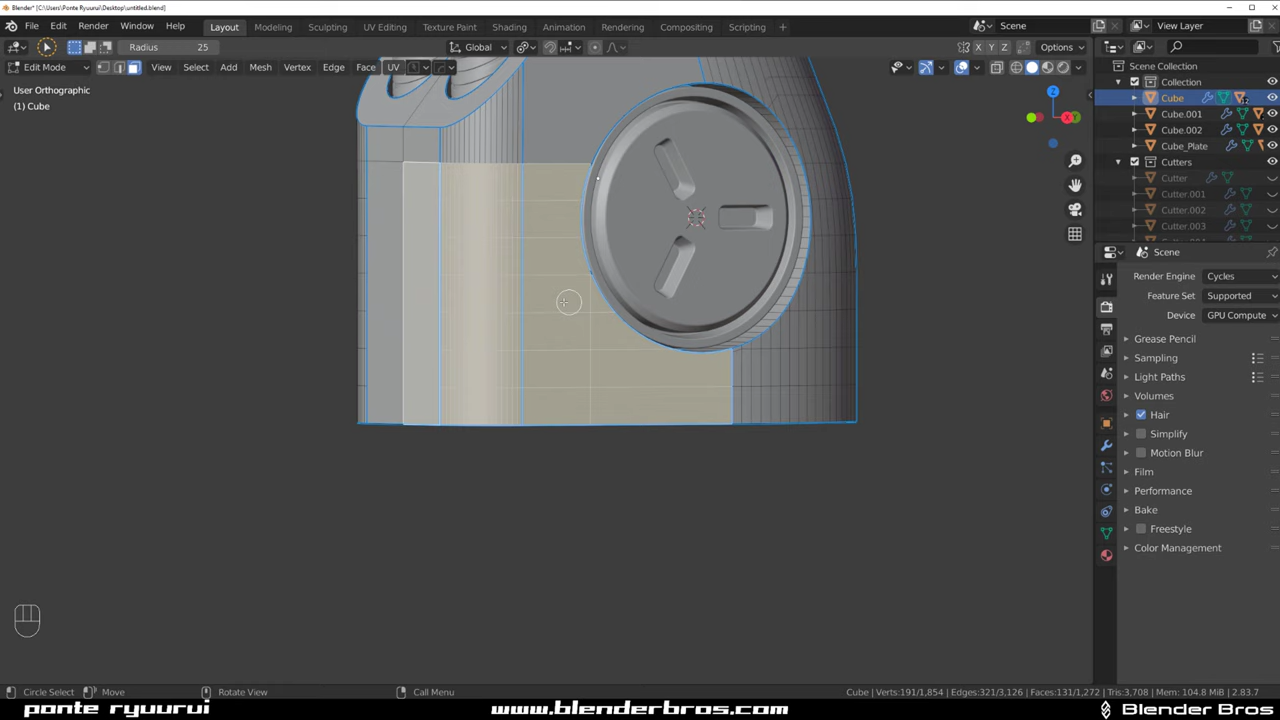 Blender* [C:\Users\Ponte Ryuurui\Desktop\untitled.blend]
File Edit Render Window Help Layout Modeling Sculpting UV Editing Texture Paint Shading Animation Rendering Compositing Scripting + Scene View Layer
Radius 25 Global X Y Z Options
Edit Mode View Select Add Mesh Vertex Edge Face UV
User Orthographic
(1) Cube
Z
X
Y
Scene Collection
Collection
Cube
Cube.001
Cube.002
Cube_Plate
Cutters
Cutter
Cutter.001
Cutter.002
Cutter.003
Scene
Render Engine Cycles
Feature Set Supported
Device GPU Compute
Grease Pencil
Sampling
Light Paths
Volumes
Hair
Simplify
Motion Blur
Film
Performance
Bake
Freestyle
Color Management
Circle Select Move Rotate View Call Menu Cube | Verts:191/1,854 | Edges:321/3,126 | Faces:131/1,272 | Tris:3,708 | Mem: 104.8 MiB | 2.83.7
ponte ryuurui www.blenderbros.com Blender Bros